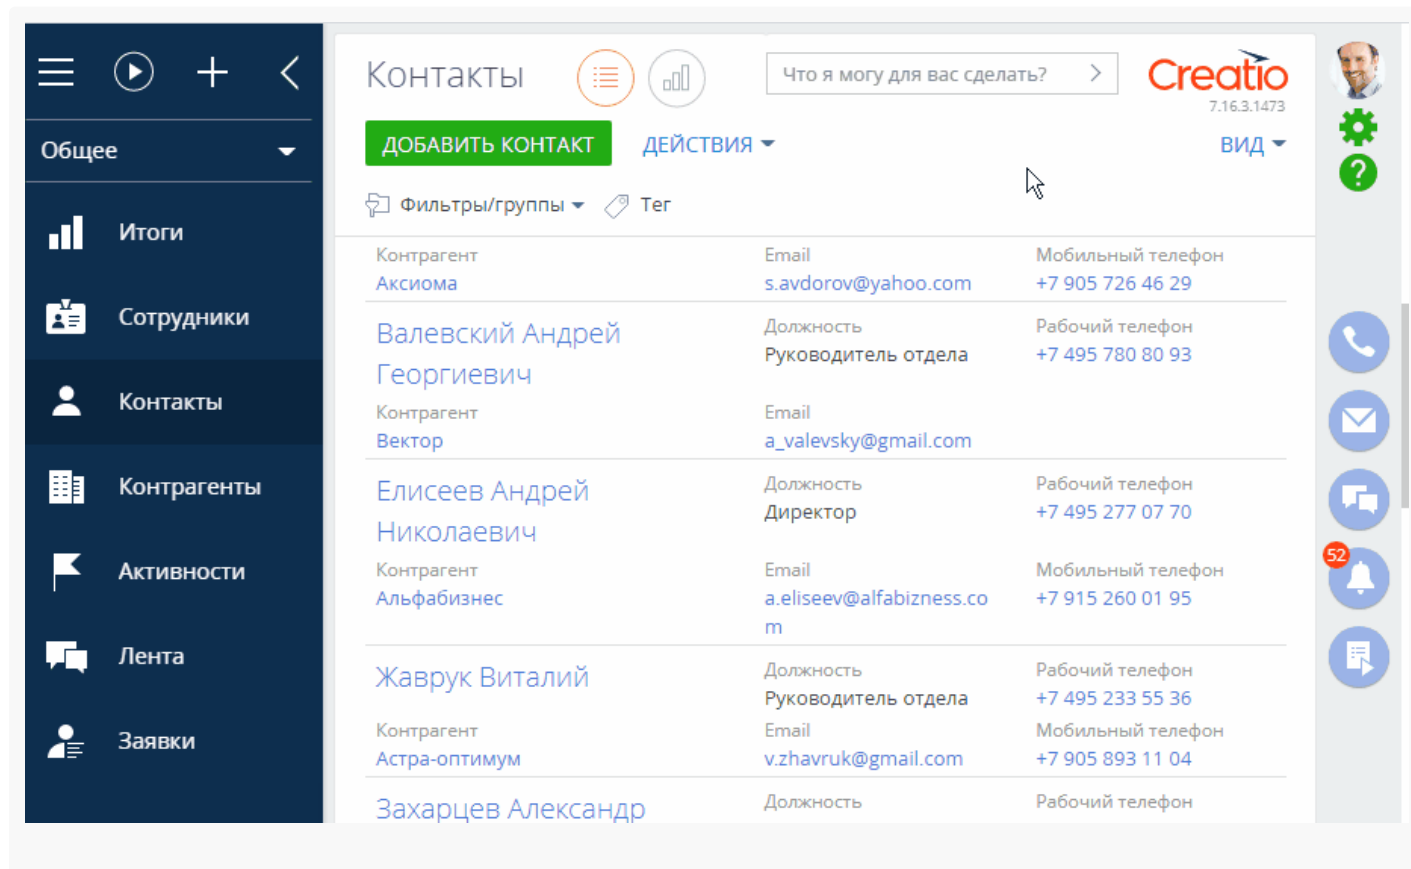 Общее
Итоги
Сотрудники
Контакты
Контрагенты
Активности
Лента
Заявки
Контакты
Что я могу для вас сделать?
Creatio
7.16.3.1473
ДОБАВИТЬ КОНТАКТ
ДЕЙСТВИЯ
ВИД
Фильтры/группы
Тег
Контрагент Email Мобильный телефон
Аксиома s.avdorov@yahoo.com +7 905 726 46 29
Валевский Андрей
Георгиевич
Должность Рабочий телефон
Руководитель отдела +7 495 780 80 93
Контрагент Email
Вектор a_valevsky@gmail.com
Елисеев Андрей
Николаевич
Должность Рабочий телефон
Директор +7 495 277 07 70
Контрагент Email Мобильный телефон
Альфабизнес a.eliseev@alfabizness.co +7 915 260 01 95
m
Жаврук Виталий
Должность Рабочий телефон
Руководитель отдела +7 495 233 55 36
Контрагент Email Мобильный телефон
Астра-оптимум v.zhavruk@gmail.com +7 905 893 11 04
Захарцев Александр
Должность Рабочий телефон
?
52